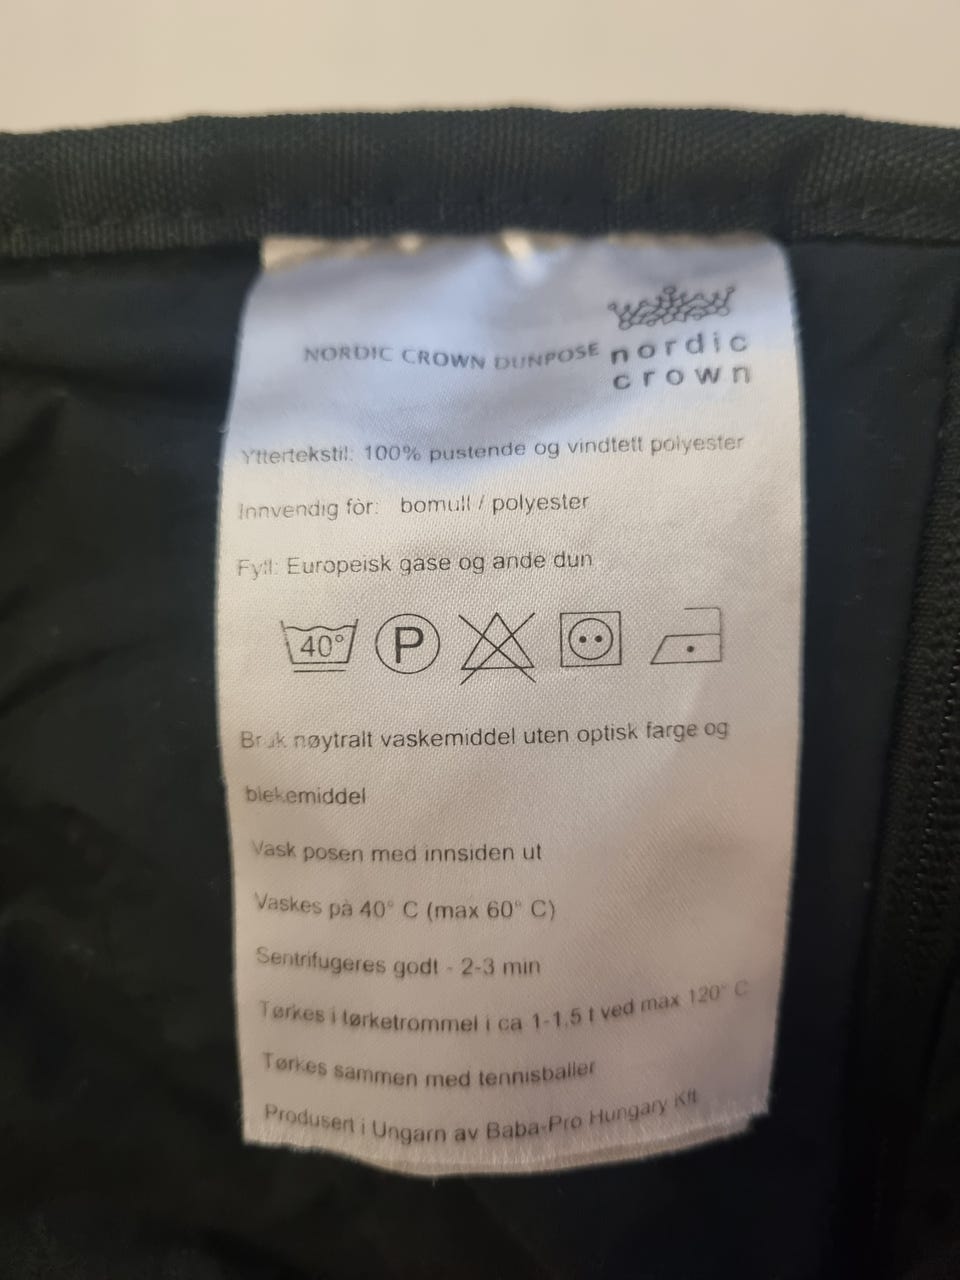 NORDIC CROWN DUNPOSE
nordic
crown
Yttertekstil: 100% pustende og vindtett polyester
Innvendig fòr: bomull / polyester
Fyll: Europeisk gåse og ande dun
40° P
Bruk nøytralt vaskemiddel uten optisk farge og
blekemiddel
Vask posen med innsiden ut
Vaskes på 40° C (max 60° C)
Sentrifugeres godt - 2-3 min
Tørkes i tørketrommel i ca 1-1,5 t ved max 120° C
Tørkes sammen med tennisballer
Produsert i Ungarn av Baba-Pro Hungary Kft